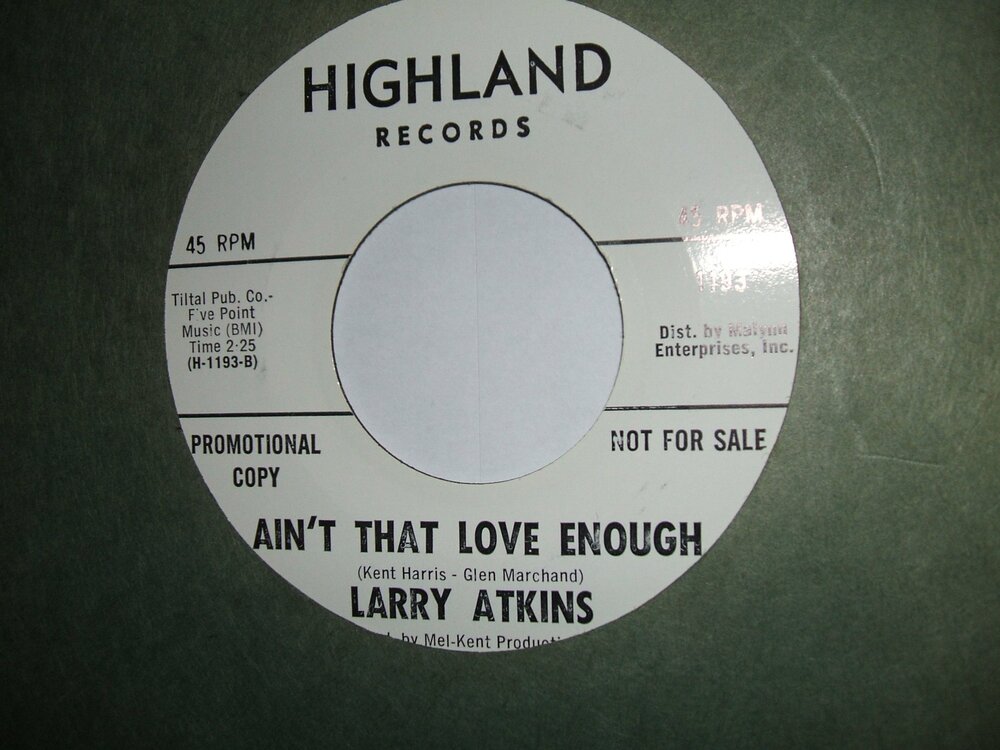 HIGHLAND
RECORDS
45 RPM
45 RPM
1193
Tiltal Pub. Co.-
Five Point
Music (BMI)
Time 2:25
(H-1193-B)
Dist. by
Enterprises, Inc.
PROMOTIONAL
COPY
NOT FOR SALE
AIN'T THAT LOVE ENOUGH
(Kent Harris - Glen Marchand)
LARRY ATKINS
by Mel-Kent